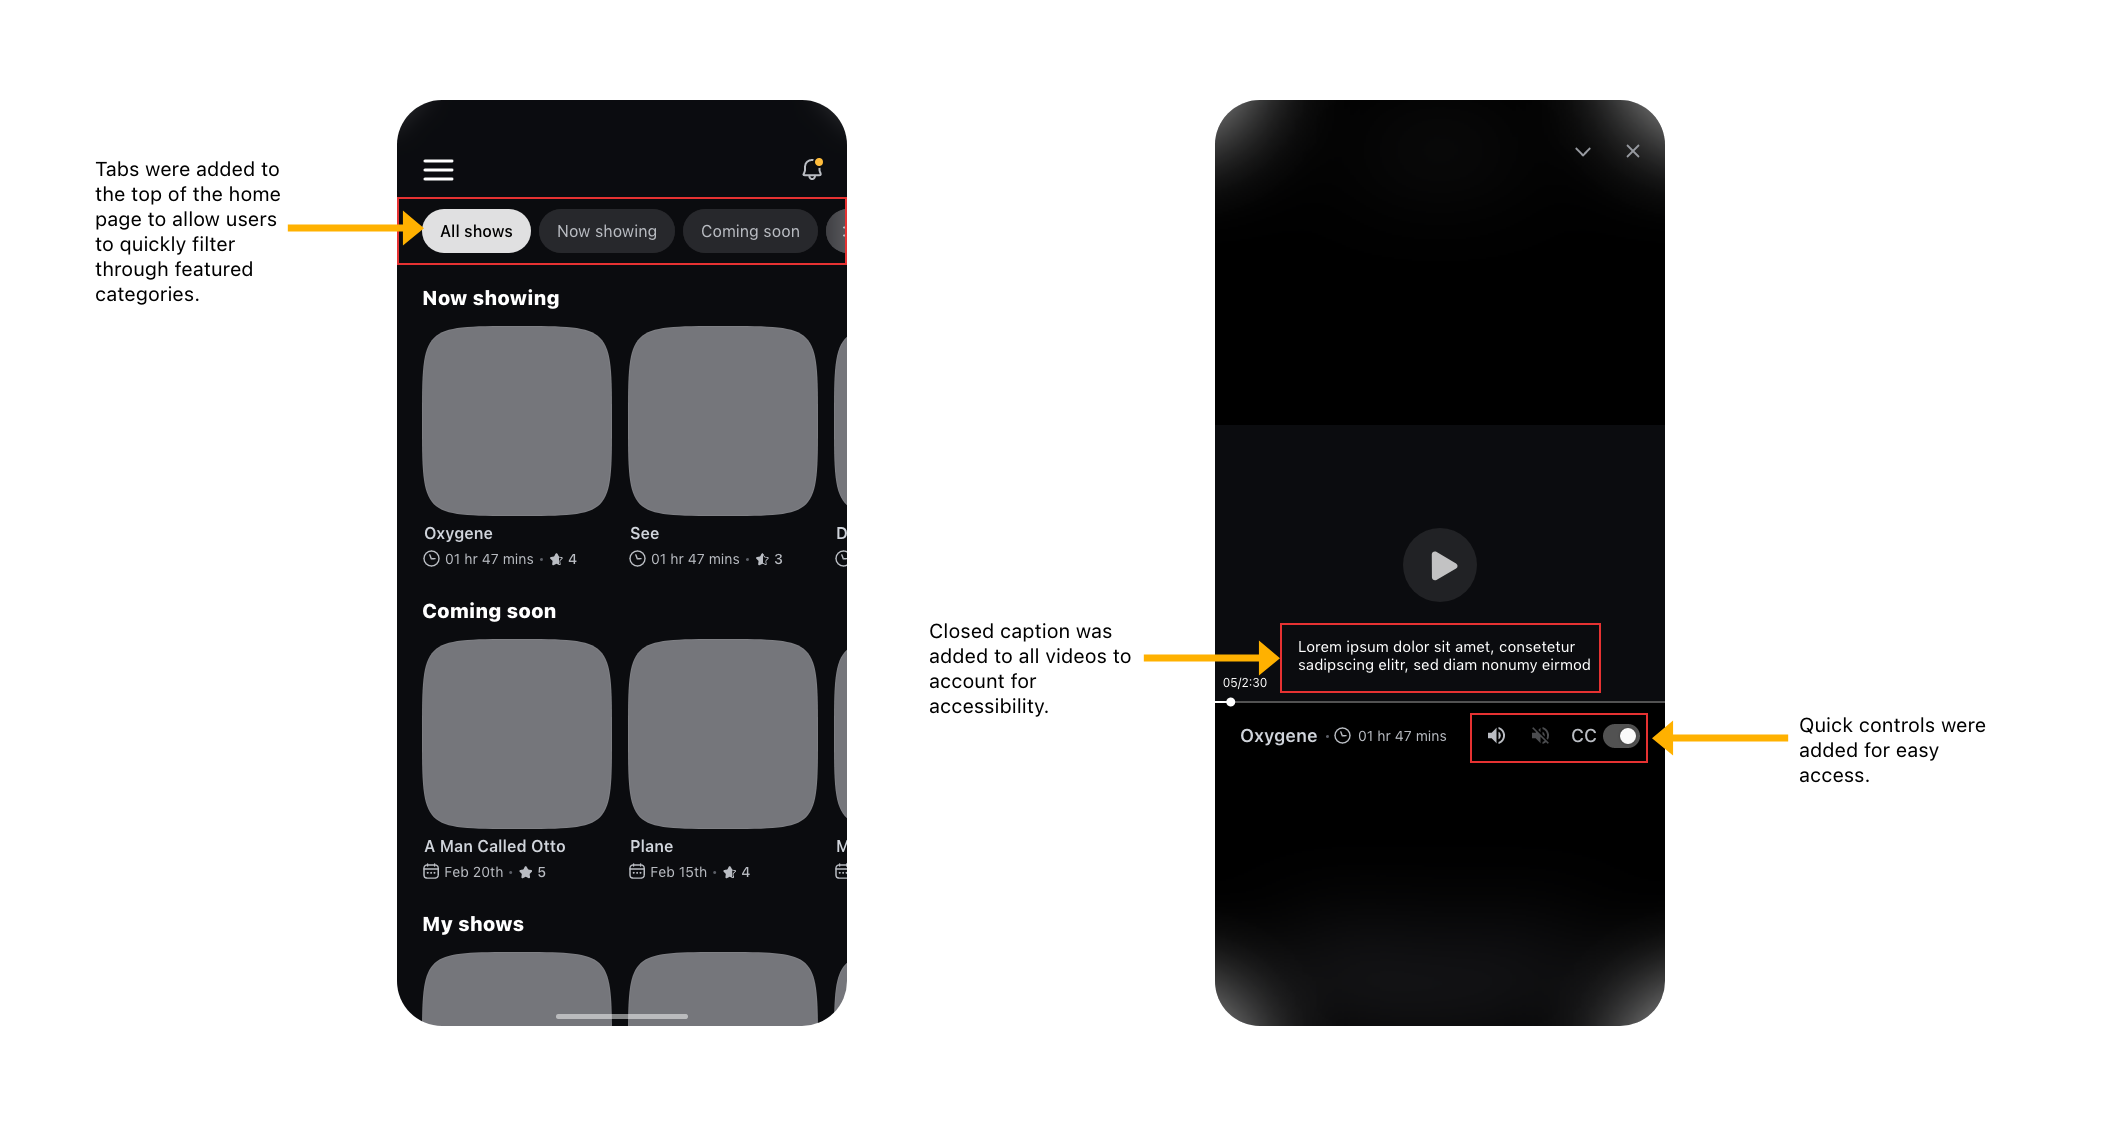 Tabs were added to
the top of the home
page to allow users
to quickly filter
through featured
categories.
All shows
Now showing
Coming soon
Now showing
Oxygene
01 hr 47 mins · 4
See
01 hr 47 mins · 3
D
Coming soon
A Man Called Otto
Feb 20th · 5
Plane
Feb 15th · 4
M
My shows
Closed caption was
added to all videos to
account for
accessibility.
Lorem ipsum dolor sit amet, consetetur
sadipscing elitr, sed diam nonumy eirmod
05/2:30
Oxygene · 01 hr 47 mins
CC
Quick controls were
added for easy
access.